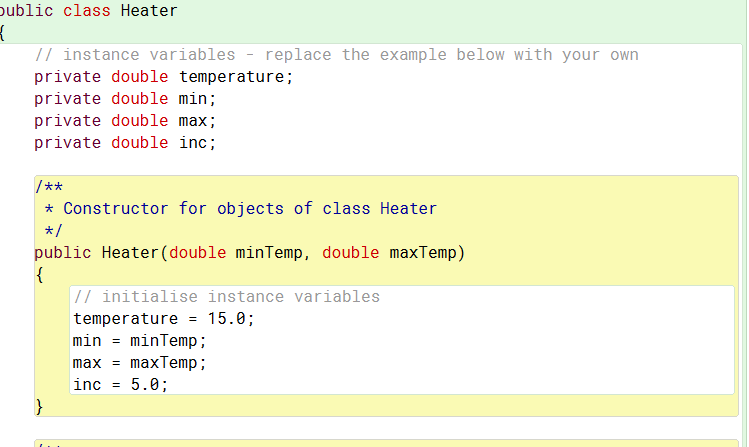 public class Heater
{
// instance variables - replace the example below with your own
private double temperature;
private double min;
private double max;
private double inc;
/**
* Constructor for objects of class Heater
*/
public Heater(double minTemp, double maxTemp)
{
// initialise instance variables
temperature = 15.0;
min = minTemp;
max = maxTemp;
inc = 5.0;
}
/**